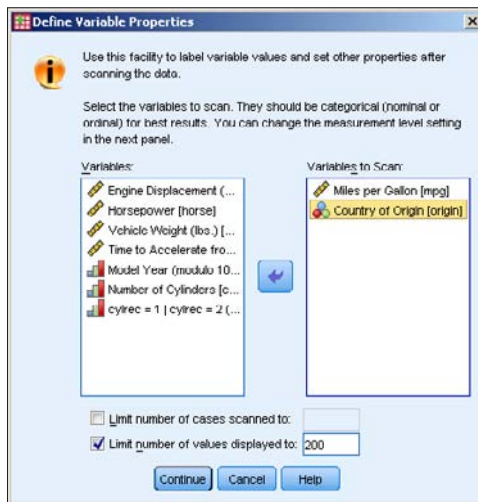 Define Variable Properties
Use this facility to label variable values and set other properties after
scanning the data.
Select the variables to scan. They should be categorical (nominal or
ordinal) for best results. You can change the measurement level setting
in the next panel.
Variables:
Engine Displacement (...
Horsepower [horse]
Vehicle Weight (lbs.) [...
Time to Accelerate fro...
Model Year (modulo 10...
Number of Cylinders [c...
cylrec = 1 | cylrec = 2 (...
Variables to Scan:
Miles per Gallon [mpg]
Country of Origin [origin]
Limit number of cases scanned to:
Limit number of values displayed to: 200
Continue Cancel Help